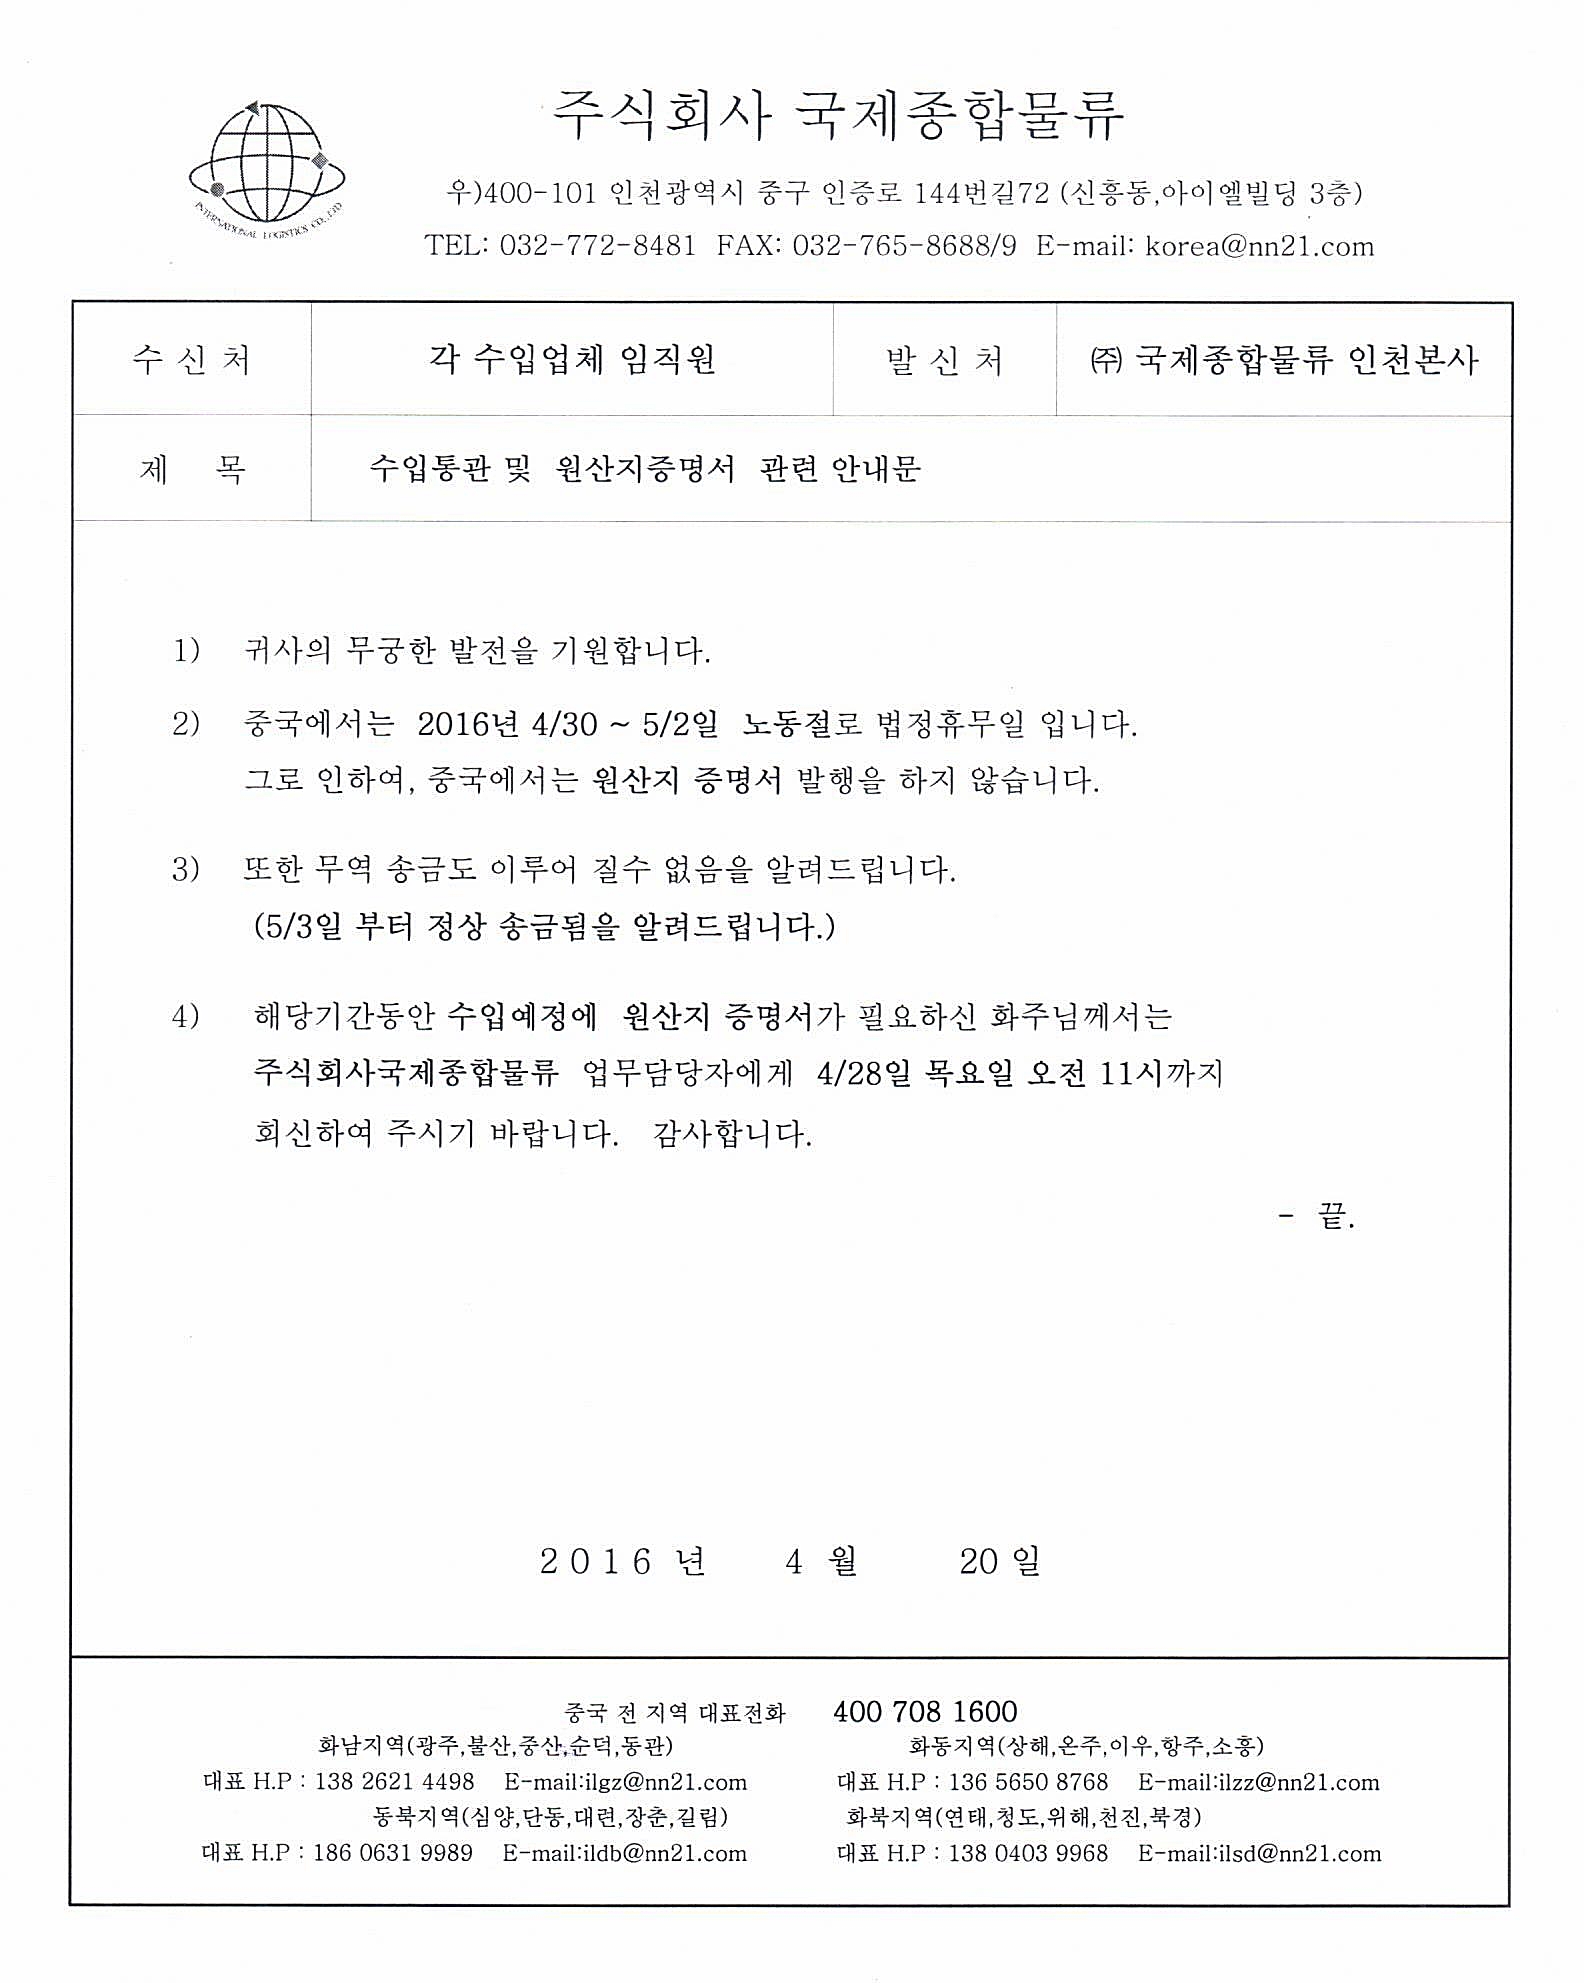 주식회사 국제종합물류
INTERNATIONAL LOGISTICS CO.,LTD
우)400-101 인천광역시 중구 인중로 144번길72 (신흥동,아이엘빌딩 3층)
TEL: 032-772-8481 FAX: 032-765-8688/9 E-mail: korea@nn21.com
수 신 처 각 수입업체 임직원 발 신 처 ㈜ 국제종합물류 인천본사
제 목 수입통관 및 원산지증명서 관련 안내문
1) 귀사의 무궁한 발전을 기원합니다.
2) 중국에서는 2016년 4/30 ~ 5/2일 노동절로 법정휴무일 입니다.
그로 인하여, 중국에서는 원산지 증명서 발행을 하지 않습니다.
3) 또한 무역 송금도 이루어 질수 없음을 알려드립니다.
(5/3일 부터 정상 송금됨을 알려드립니다.)
4) 해당기간동안 수입예정에 원산지 증명서가 필요하신 화주님께서는
주식회사국제종합물류 업무담당자에게 4/28일 목요일 오전 11시까지
회신하여 주시기 바랍니다. 감사합니다.
- 끝.
2016 년 4 월 20 일
중국 전 지역 대표전화 400 708 1600
화남지역(광주,불산,중산,순덕,동관) 화동지역(상해,온주,이우,항주,소흥)
대표 H.P : 138 2621 4498 E-mail:ilgz@nn21.com 대표 H.P : 136 5650 8768 E-mail:ilzz@nn21.com
동북지역(심양,단동,대련,장춘,길림) 화북지역(연태,청도,위해,천진,북경)
대표 H.P : 186 0631 9989 E-mail:ildb@nn21.com 대표 H.P : 138 0403 9968 E-mail:ilsd@nn21.com